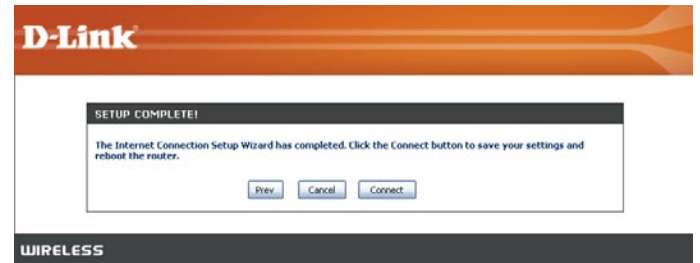 D-Link
SETUP COMPLETE!
The Internet Connection Setup Wizard has completed. Click the Connect button to save your settings and
reboot the router.
Prev Cancel Connect
WIRELESS